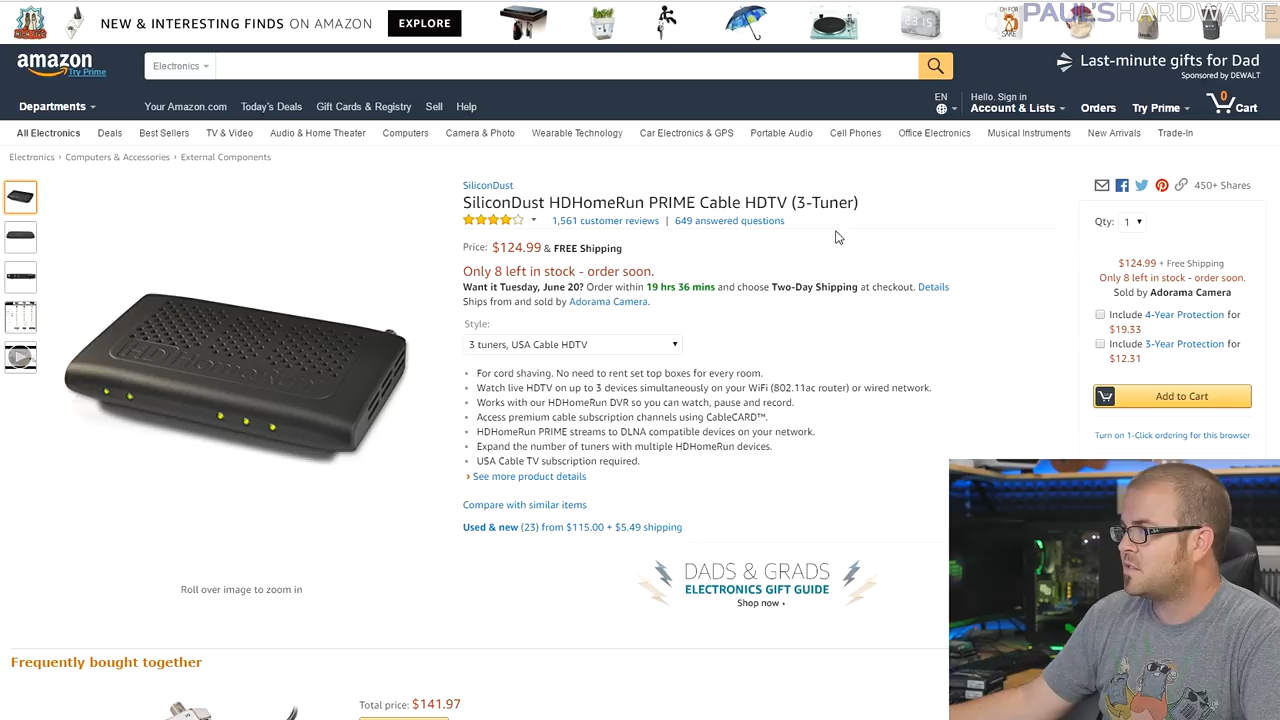 NEW & INTERESTING FINDS ON AMAZON
EXPLORE
PAUL'SHARDWARE
amazon
Try Prime
Electronics
Last-minute gifts for Dad
Sponsored by DEWALT
Departments
Your Amazon.com Today's Deals Gift Cards & Registry Sell Help
EN
Hello. Sign in
Account & Lists
Orders
Try Prime
0
Cart
All Electronics Deals Best Sellers TV & Video Audio & Home Theater Computers Camera & Photo Wearable Technology Car Electronics & GPS Portable Audio Cell Phones Office Electronics Musical Instruments New Arrivals Trade-In
Electronics › Computers & Accessories › External Components
SiliconDust
SiliconDust HDHomeRun PRIME Cable HDTV (3-Tuner)
1,561 customer reviews | 649 answered questions
Price: $124.99 & FREE Shipping
Only 8 left in stock - order soon.
Want it Tuesday, June 20? Order within 19 hrs 36 mins and choose Two-Day Shipping at checkout. Details
Ships from and sold by Adorama Camera.
Style:
3 tuners, USA Cable HDTV
• For cord shaving. No need to rent set top boxes for every room.
• Watch live HDTV on up to 3 devices simultaneously on your WiFi (802.11ac router) or wired network.
• Works with our HDHomeRun DVR so you can watch, pause and record.
• Access premium cable subscription channels using CableCARD™.
• HDHomeRun PRIME streams to DLNA compatible devices on your network.
• Expand the number of tuners with multiple HDHomeRun devices.
• USA Cable TV subscription required.
› See more product details
Compare with similar items
Used & new (23) from $115.00 + $5.49 shipping
DADS & GRADS
ELECTRONICS GIFT GUIDE
Shop now ›
450+ Shares
Qty: 1
$124.99 + Free Shipping
Only 8 left in stock - order soon.
Sold by Adorama Camera
Include 4-Year Protection for
$19.33
Include 3-Year Protection for
$12.31
Add to Cart
Turn on 1-Click ordering for this browser
HDHomeRun
Roll over image to zoom in
Frequently bought together
Total price: $141.97